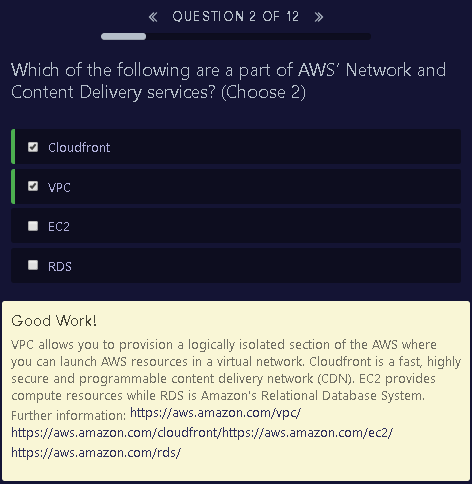 « QUESTION 2 OF 12 »
Which of the following are a part of AWS’ Network and
Content Delivery services? (Choose 2)
Cloudfront
VPC
EC2
RDS
Good Work!
VPC allows you to provision a logically isolated section of the AWS where
you can launch AWS resources in a virtual network. Cloudfront is a fast, highly
secure and programmable content delivery network (CDN). EC2 provides
compute resources while RDS is Amazon's Relational Database System.
Further information: https://aws.amazon.com/vpc/
https://aws.amazon.com/cloudfront/https://aws.amazon.com/ec2/
https://aws.amazon.com/rds/